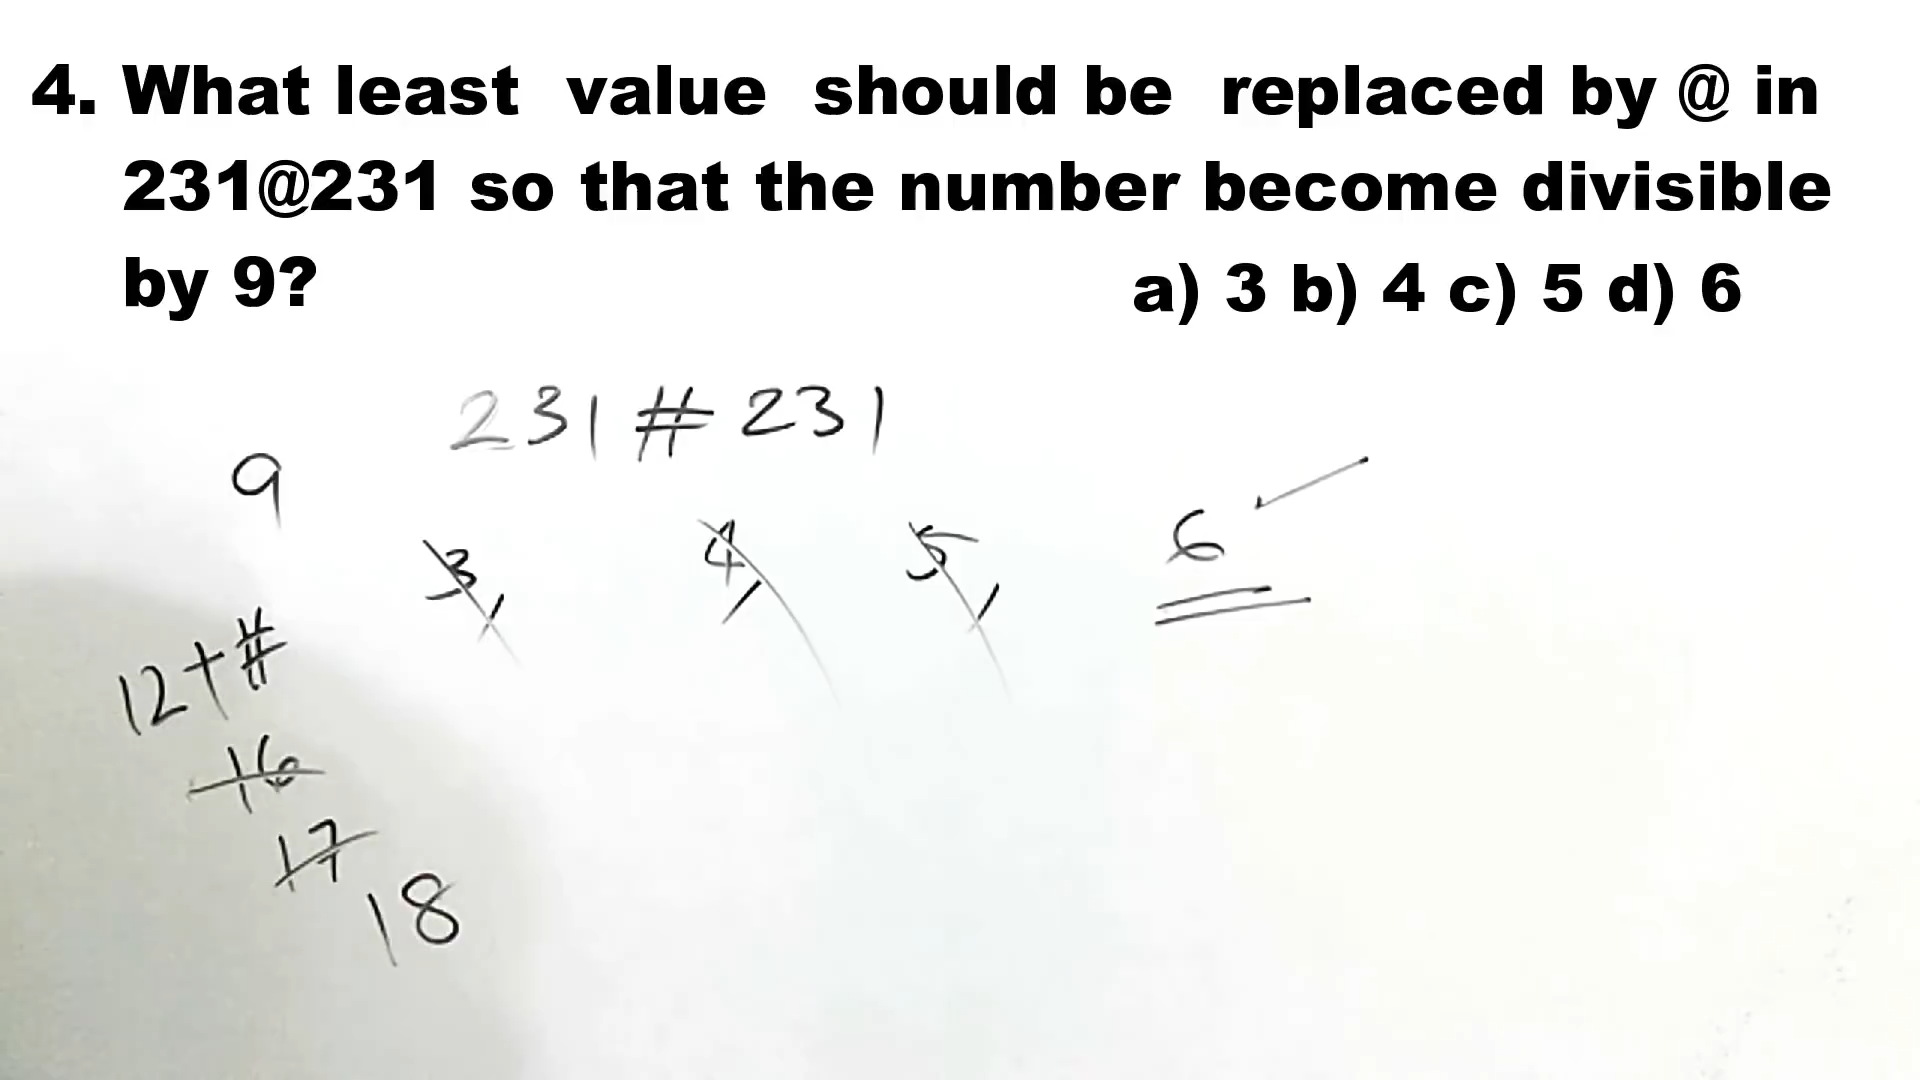 4. What least value should be replaced by @ in
231@231 so that the number become divisible
by 9? a) 3 b) 4 c) 5 d) 6
231 # 231
9
3, 4, 5, 6
12+#
16
17
18